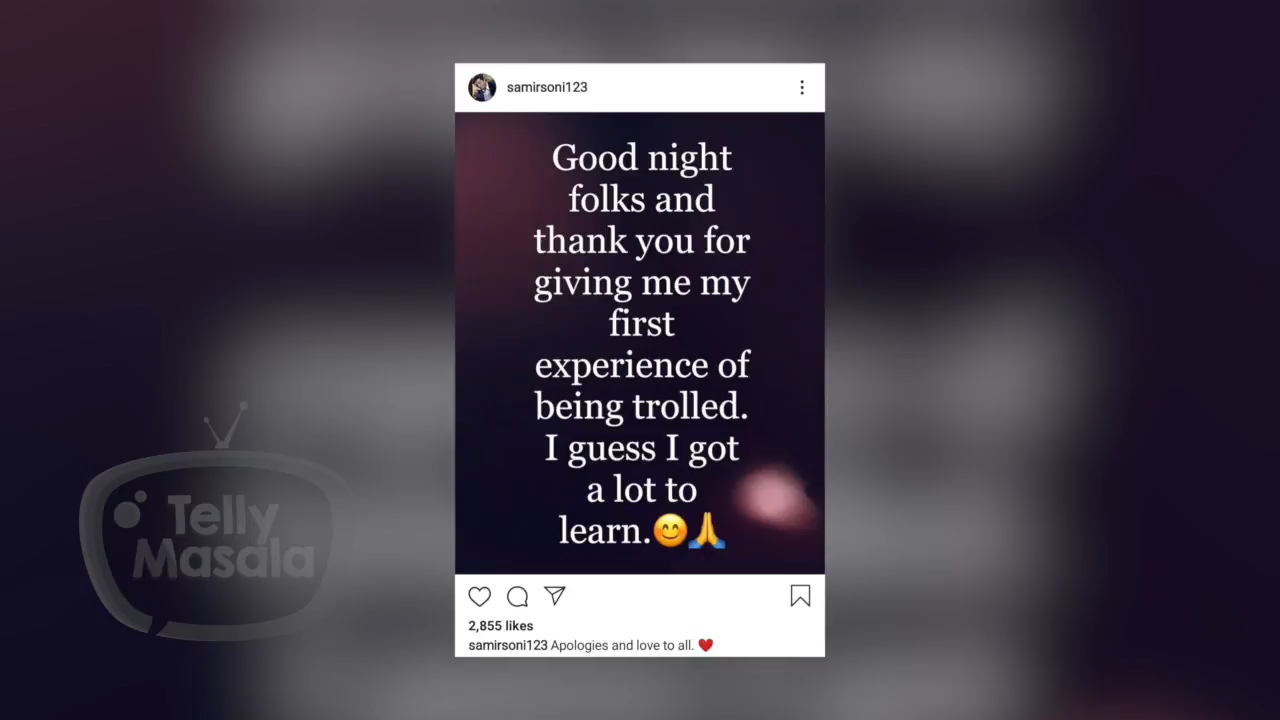 samirsoni123
Good night
folks and
thank you for
giving me my
first
experience of
being trolled.
I guess I got
a lot to
learn.😊🙏
2,855 likes
samirsoni123 Apologies and love to all. ❤️
Telly
Masala